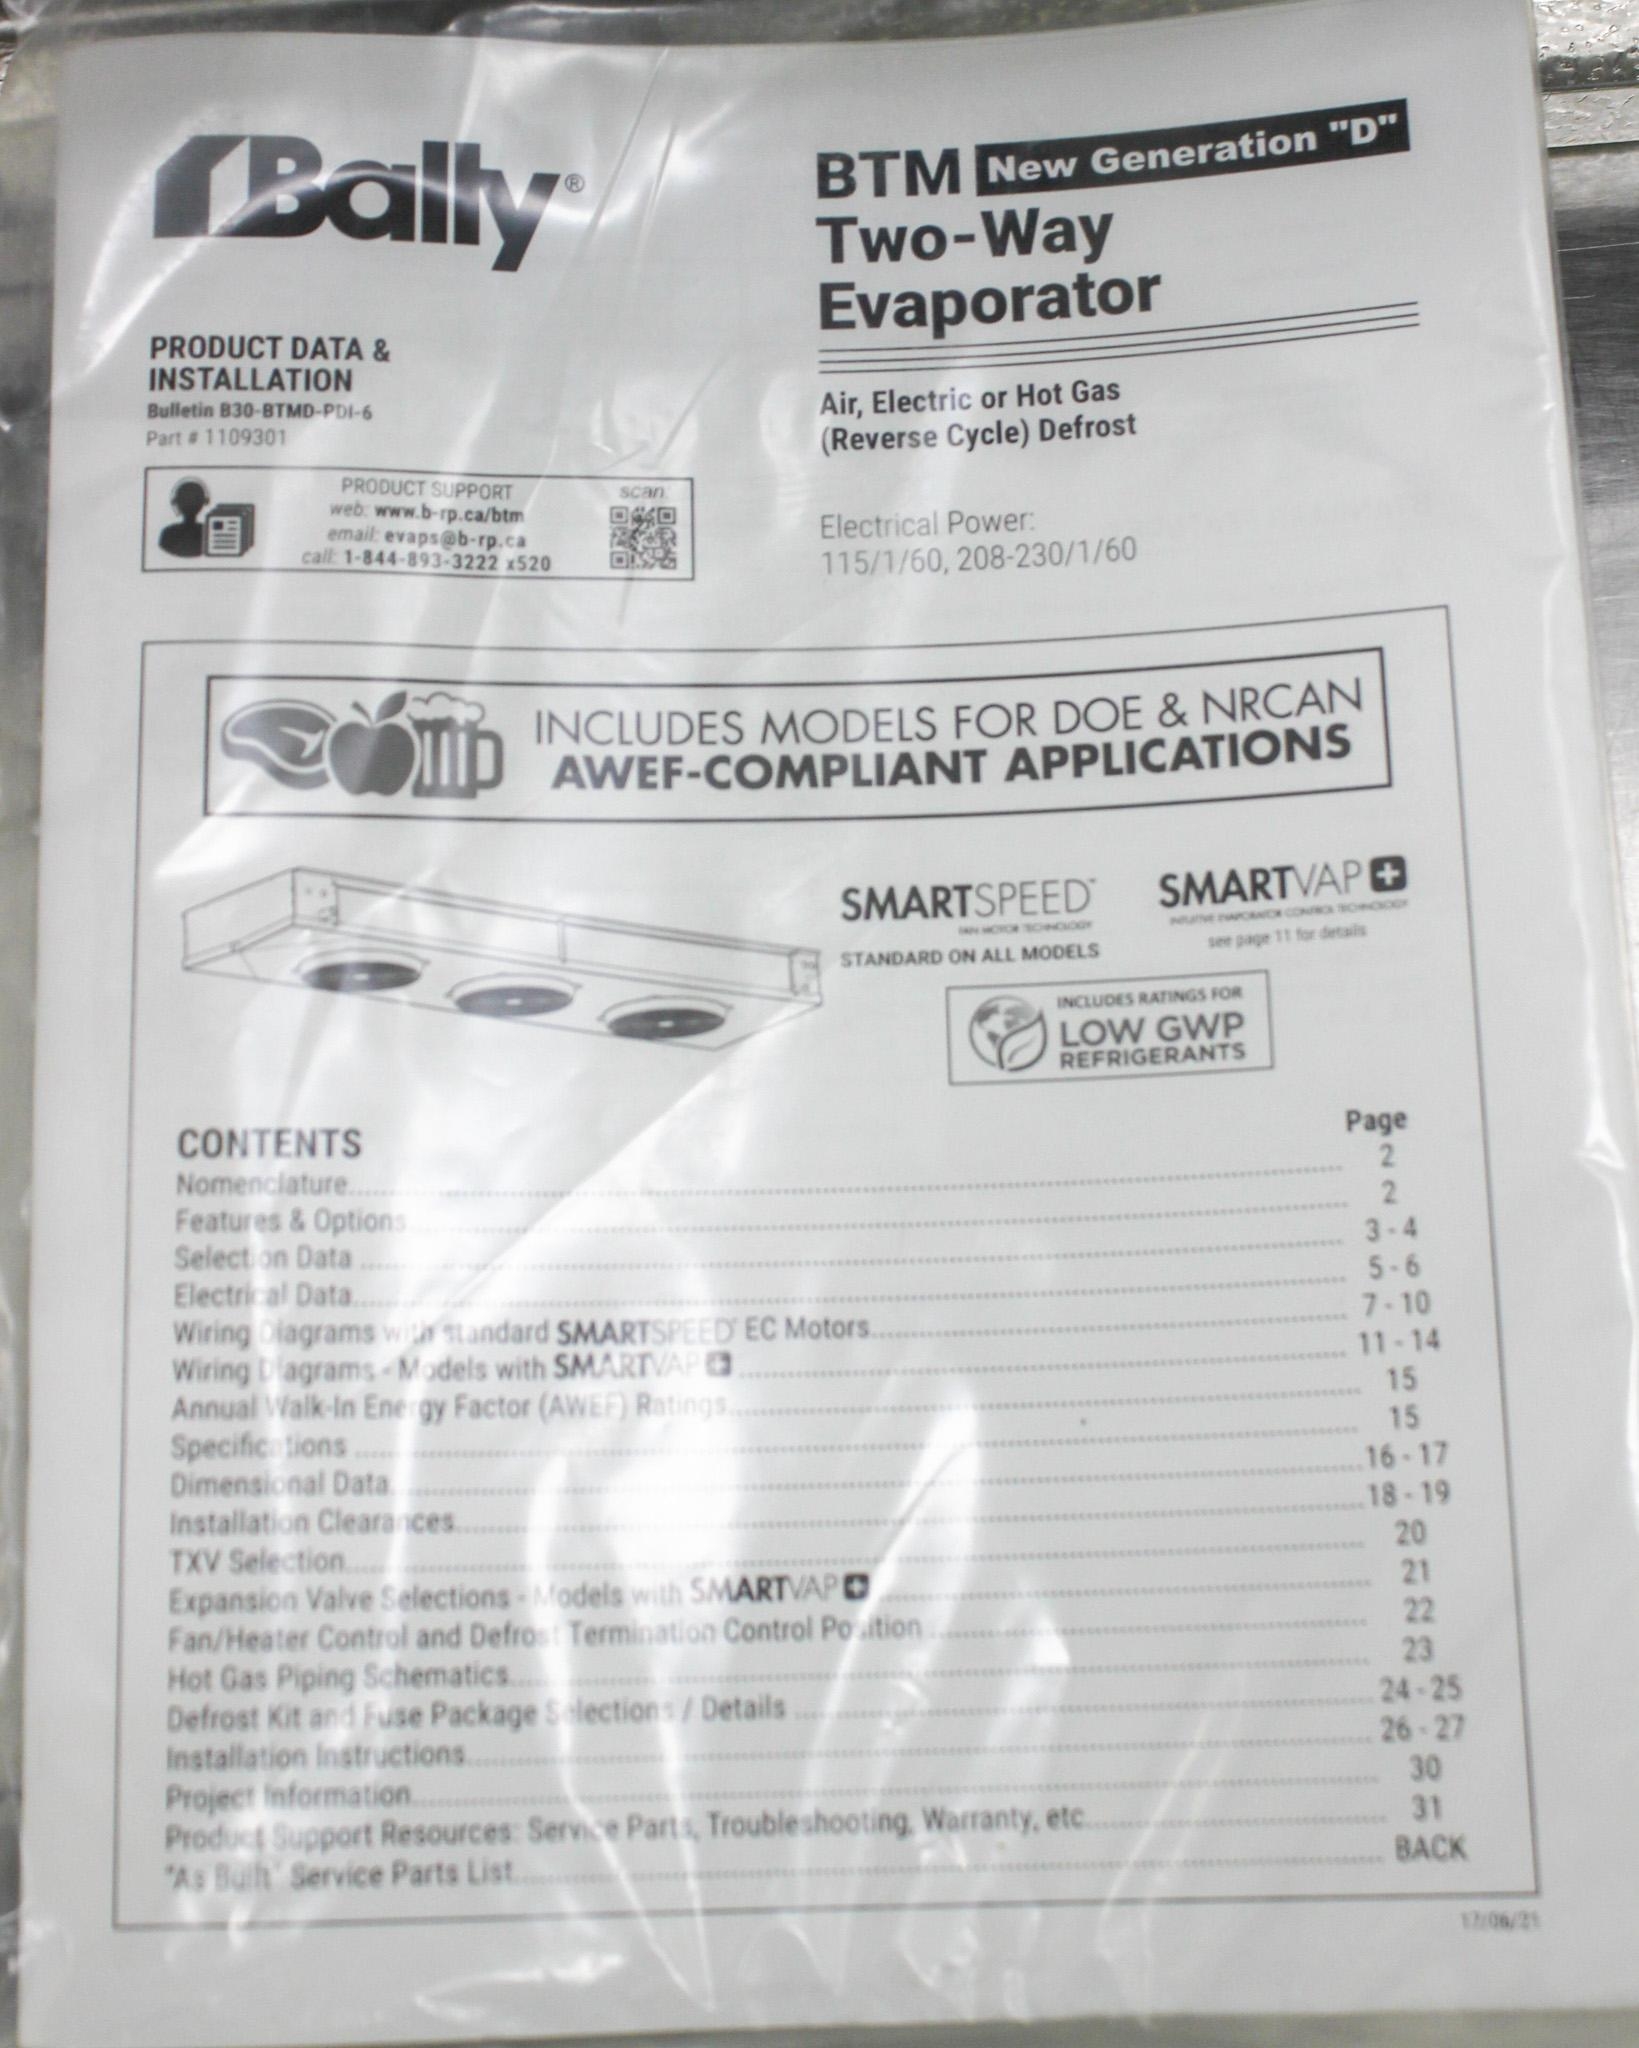 Bally®
BTM New Generation "D"
Two-Way
Evaporator
PRODUCT DATA &
INSTALLATION
Bulletin B30-BTMD-PDI-6
Part # 1109301
Air, Electric or Hot Gas
(Reverse Cycle) Defrost
PRODUCT SUPPORT
web: www.b-rp.ca/btm
email: evaps@b-rp.ca
call: 1-844-893-3222 x520
scan:
Electrical Power:
115/1/60, 208-230/1/60
INCLUDES MODELS FOR DOE & NRCAN
AWEF-COMPLIANT APPLICATIONS
SMARTSPEED™
FAN MOTOR TECHNOLOGY
STANDARD ON ALL MODELS
SMARTVAP+
INTUITIVE EVAPORATOR CONTROL TECHNOLOGY
see page 11 for details
INCLUDES RATINGS FOR
LOW GWP
REFRIGERANTS
CONTENTS Page
Nomenclature 2
Features & Options 2
Selection Data 3 - 4
Electrical Data 5 - 6
Wiring Diagrams with standard SMARTSPEED™ EC Motors 7 - 10
Wiring Diagrams - Models with SMARTVAP+ 11 - 14
Annual Walk-In Energy Factor (AWEF) Ratings 15
Specifications 15
Dimensional Data 16 - 17
Installation Clearances 18 - 19
TXV Selection 20
Expansion Valve Selections - Models with SMARTVAP+ 21
Fan/Heater Control and Defrost Termination Control Position 22
Hot Gas Piping Schematics 23
Defrost Kit and Fuse Package Selections / Details 24 - 25
Installation Instructions 26 - 27
Project Information 30
Product Support Resources: Service Parts, Troubleshooting, Warranty, etc. 31
"As Built" Service Parts List BACK
17/06/21